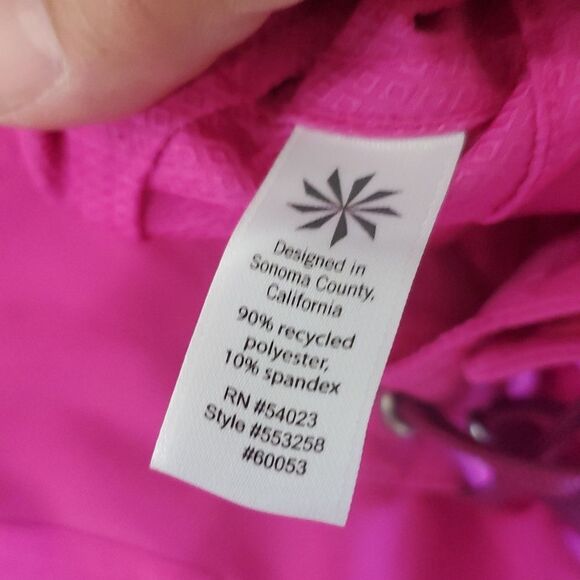 Designed in
Sonoma County,
California
90% recycled
polyester,
10% spandex
RN #54023
Style #553258
#60053